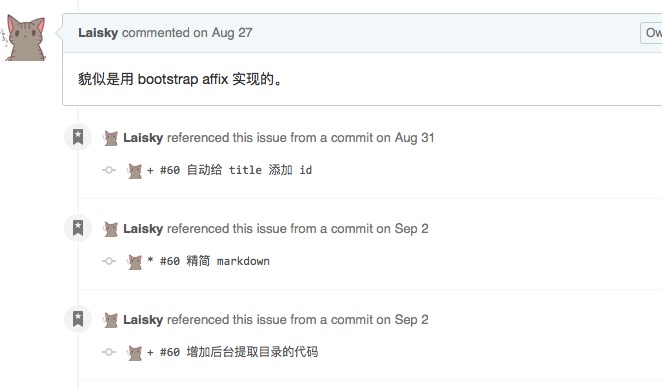 Laisky commented on Aug 27
Ow
貌似是用 bootstrap affix 实现的。
Laisky referenced this issue from a commit on Aug 31
+ #60 自动给 title 添加 id
Laisky referenced this issue from a commit on Sep 2
* #60 精简 markdown
Laisky referenced this issue from a commit on Sep 2
+ #60 增加后台提取目录的代码